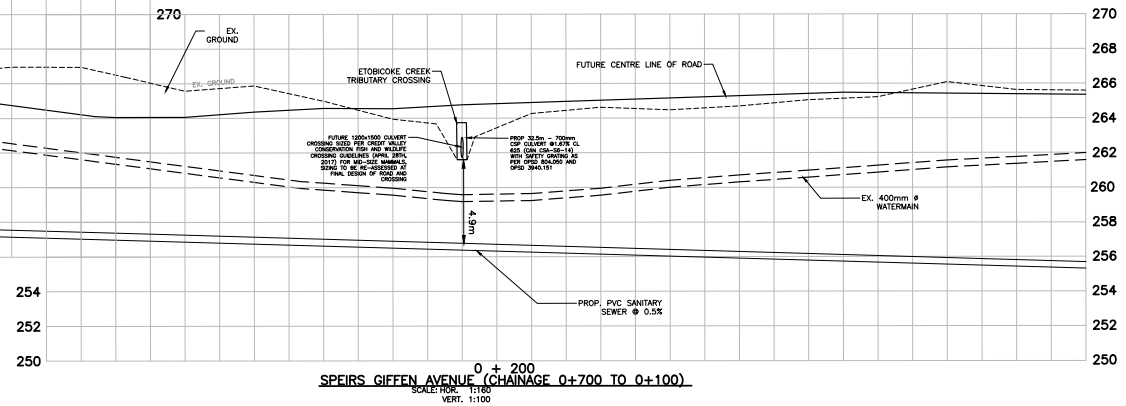 270
270
268
266
264
262
260
258
256
254
252
250
254
252
250
EX.
GROUND
EX. GROUND
ETOBICOKE CREEK
TRIBUTARY CROSSING
FUTURE CENTRE LINE OF ROAD
FUTURE 1200x1500 CULVERT
CROSSING SIZED PER CREDIT VALLEY
CONSERVATION FISH AND WILDLIFE
CROSSING GUIDELINES (APRIL 28TH,
2017) FOR MID-SIZE MAMMALS,
SIZING TO BE RE-ASSESSED AT
FINAL DESIGN OF ROAD AND
CROSSING
PROP 32.5m - 700mm
CSP CULVERT @1.67% CL
625 (CAN CSA-S6-14)
WITH SAFETY GRATING AS
PER OPSD 804.050 AND
OPSD 3940.151
4.9m
EX. 400mm Ø
WATERMAIN
PROP. PVC SANITARY
SEWER @ 0.5%
0 + 200
SPEIRS GIFFEN AVENUE (CHAINAGE 0+700 TO 0+100)
SCALE: HOR. 1:160
VERT. 1:100